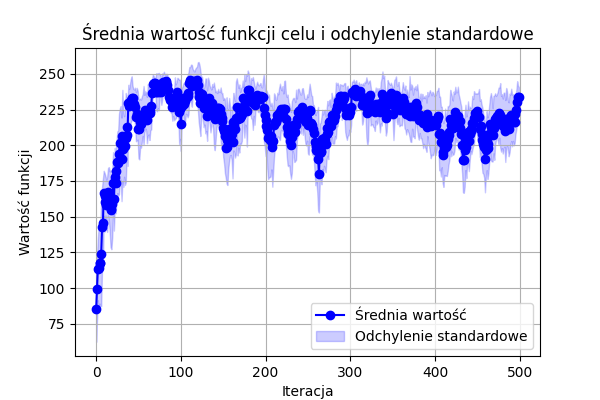 Średnia wartość funkcji celu i odchylenie standardowe
Wartość funkcji
250
225
200
175
150
125
100
75
Średnia wartość
Odchylenie standardowe
0 100 200 300 400 500
Iteracja